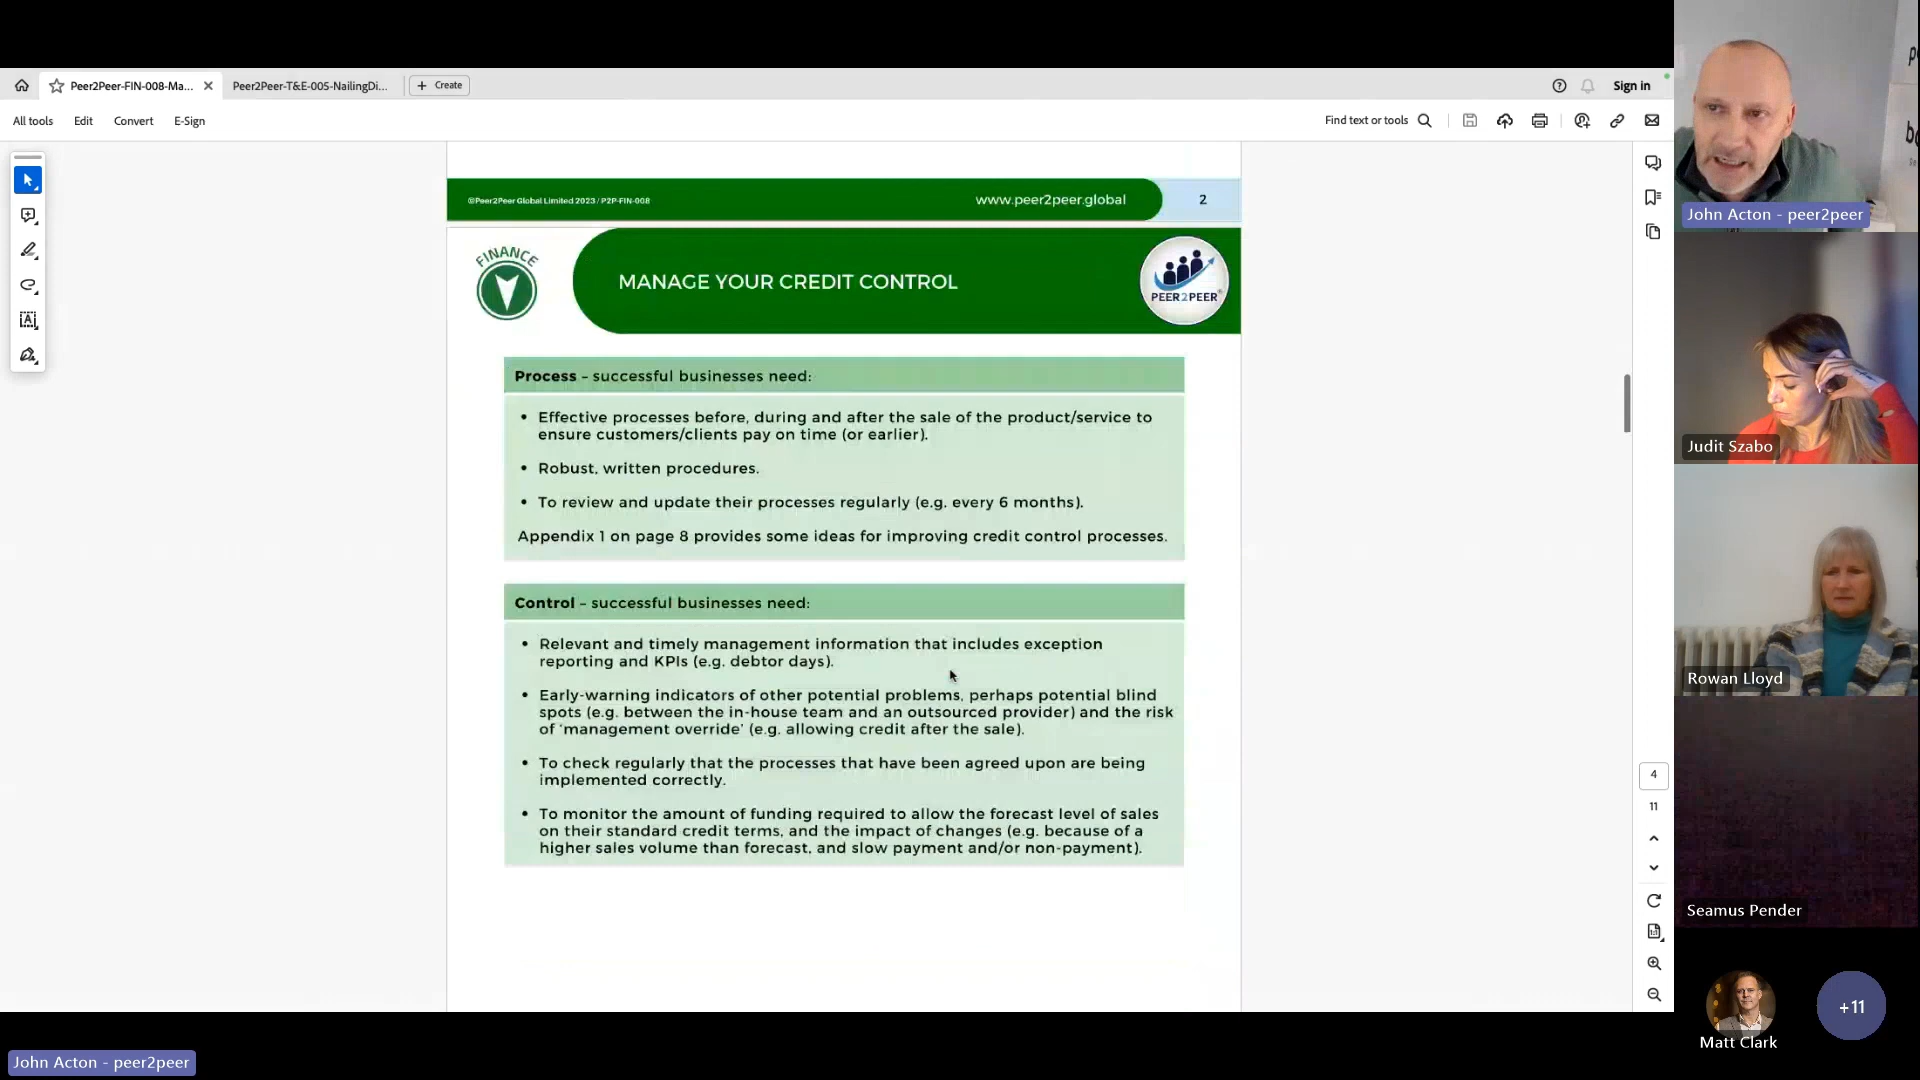 Peer2Peer-FIN-008-Ma...
Peer2Peer-T&E-005-NailingDi...
Create
Sign in
All tools
Edit
Convert
E-Sign
Find text or tools
©Peer2Peer Global Limited 2023 / P2P-FIN-008
www.peer2peer.global
2
FINANCE
MANAGE YOUR CREDIT CONTROL
PEER2PEER
Process – successful businesses need:
• Effective processes before, during and after the sale of the product/service to
ensure customers/clients pay on time (or earlier).
• Robust, written procedures.
• To review and update their processes regularly (e.g. every 6 months).
Appendix 1 on page 8 provides some ideas for improving credit control processes.
Control – successful businesses need:
• Relevant and timely management information that includes exception
reporting and KPIs (e.g. debtor days).
• Early-warning indicators of other potential problems, perhaps potential blind
spots (e.g. between the in-house team and an outsourced provider) and the risk
of ‘management override’ (e.g. allowing credit after the sale).
• To check regularly that the processes that have been agreed upon are being
implemented correctly.
• To monitor the amount of funding required to allow the forecast level of sales
on their standard credit terms, and the impact of changes (e.g. because of a
higher sales volume than forecast, and slow payment and/or non-payment).
4
11
John Acton - peer2peer
Judit Szabo
Rowan Lloyd
Seamus Pender
Matt Clark
+11
John Acton - peer2peer